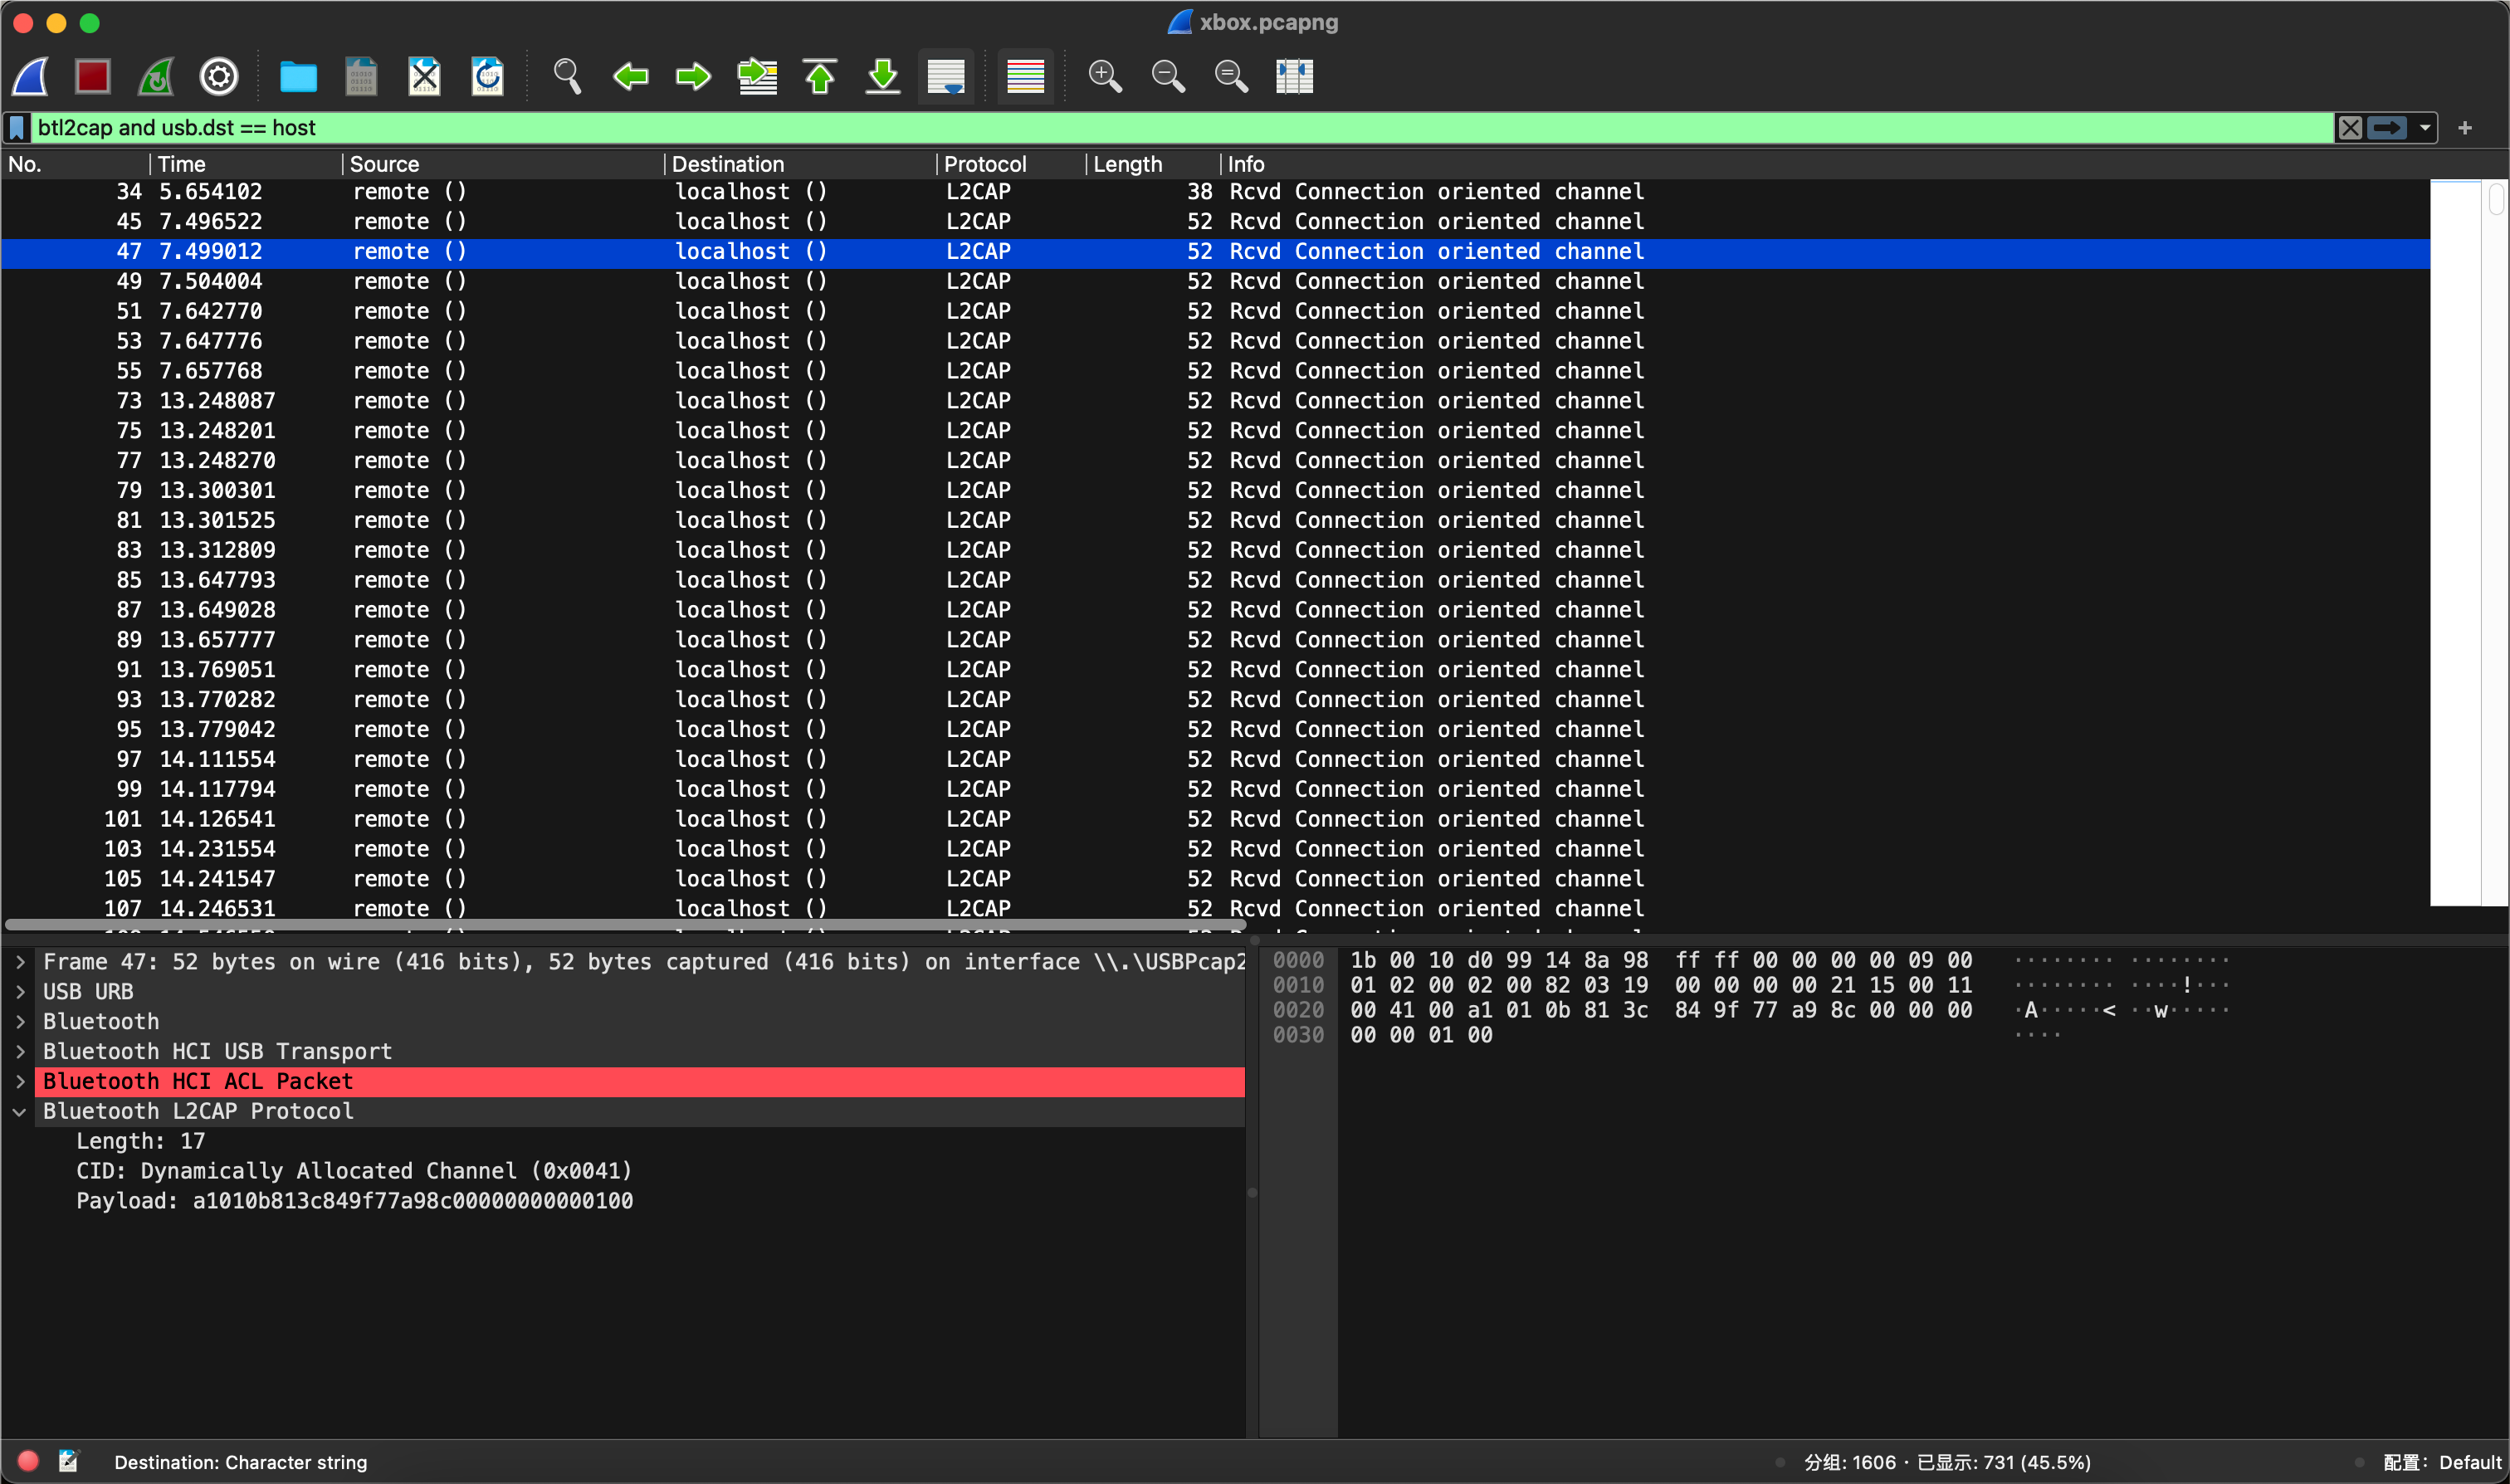 xbox.pcapng
btl2cap and usb.dst == host
No. Time Source Destination Protocol Length Info
34 5.654102 remote () localhost () L2CAP 38 Rcvd Connection oriented channel
45 7.496522 remote () localhost () L2CAP 52 Rcvd Connection oriented channel
47 7.499012 remote () localhost () L2CAP 52 Rcvd Connection oriented channel
49 7.504004 remote () localhost () L2CAP 52 Rcvd Connection oriented channel
51 7.642770 remote () localhost () L2CAP 52 Rcvd Connection oriented channel
53 7.647776 remote () localhost () L2CAP 52 Rcvd Connection oriented channel
55 7.657768 remote () localhost () L2CAP 52 Rcvd Connection oriented channel
73 13.248087 remote () localhost () L2CAP 52 Rcvd Connection oriented channel
75 13.248201 remote () localhost () L2CAP 52 Rcvd Connection oriented channel
77 13.248270 remote () localhost () L2CAP 52 Rcvd Connection oriented channel
79 13.300301 remote () localhost () L2CAP 52 Rcvd Connection oriented channel
81 13.301525 remote () localhost () L2CAP 52 Rcvd Connection oriented channel
83 13.312809 remote () localhost () L2CAP 52 Rcvd Connection oriented channel
85 13.647793 remote () localhost () L2CAP 52 Rcvd Connection oriented channel
87 13.649028 remote () localhost () L2CAP 52 Rcvd Connection oriented channel
89 13.657777 remote () localhost () L2CAP 52 Rcvd Connection oriented channel
91 13.769051 remote () localhost () L2CAP 52 Rcvd Connection oriented channel
93 13.770282 remote () localhost () L2CAP 52 Rcvd Connection oriented channel
95 13.779042 remote () localhost () L2CAP 52 Rcvd Connection oriented channel
97 14.111554 remote () localhost () L2CAP 52 Rcvd Connection oriented channel
99 14.117794 remote () localhost () L2CAP 52 Rcvd Connection oriented channel
101 14.126541 remote () localhost () L2CAP 52 Rcvd Connection oriented channel
103 14.231554 remote () localhost () L2CAP 52 Rcvd Connection oriented channel
105 14.241547 remote () localhost () L2CAP 52 Rcvd Connection oriented channel
107 14.246531 remote () localhost () L2CAP 52 Rcvd Connection oriented channel
Frame 47: 52 bytes on wire (416 bits), 52 bytes captured (416 bits) on interface \\.\USBPcap2
USB URB
Bluetooth
Bluetooth HCI USB Transport
Bluetooth HCI ACL Packet
Bluetooth L2CAP Protocol
Length: 17
CID: Dynamically Allocated Channel (0x0041)
Payload: a1010b813c849f77a98c00000000000100
0000 1b 00 10 d0 99 14 8a 98 ff ff 00 00 00 00 09 00 ········ ········
0010 01 02 00 02 00 82 03 19 00 00 00 00 21 15 00 11 ········ ····!···
0020 00 41 00 a1 01 0b 81 3c 84 9f 77 a9 8c 00 00 00 ·A·····< ··w·····
0030 00 00 01 00 ····
Destination: Character string
分组: 1606 · 已显示: 731 (45.5%)
配置: Default